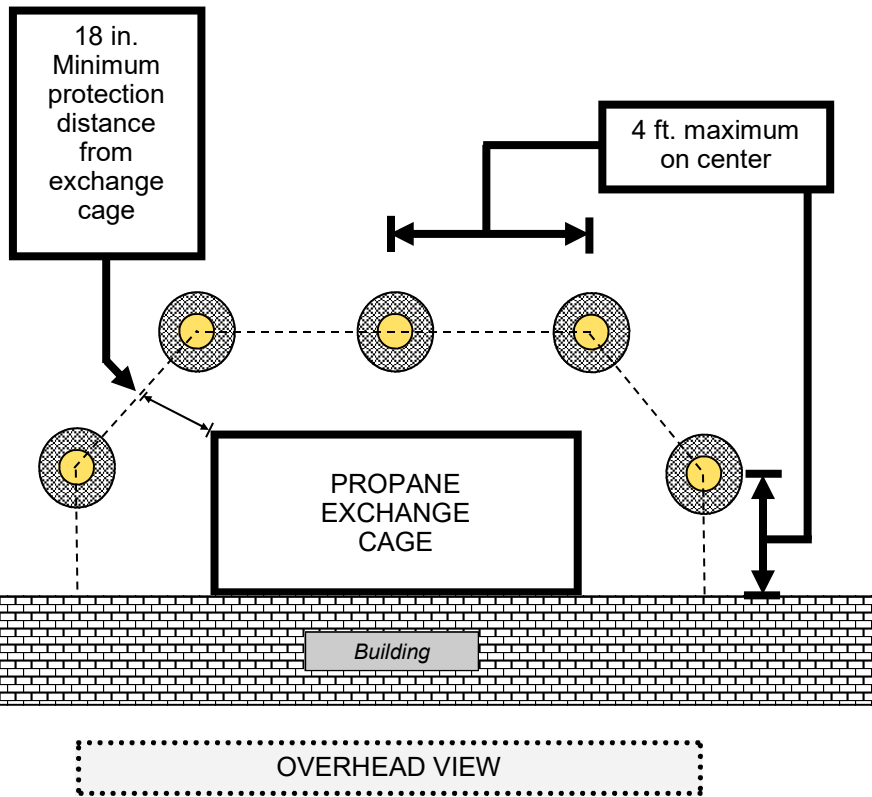 18 in.
Minimum
protection
distance
from
exchange
cage
4 ft. maximum
on center
PROPANE
EXCHANGE
CAGE
Building
OVERHEAD VIEW